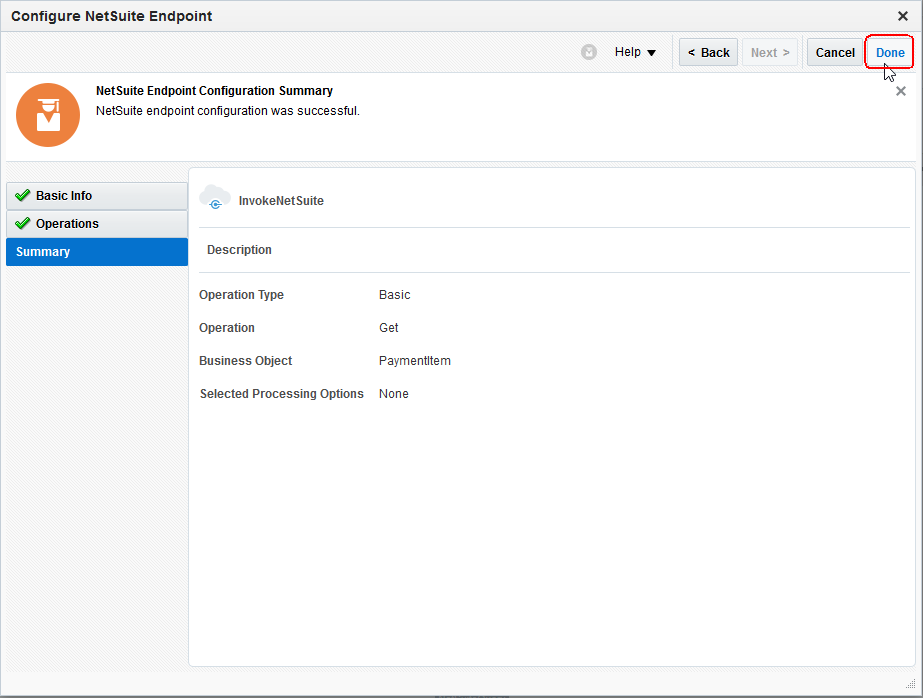 Configure NetSuite Endpoint
Help
< Back
Next >
Cancel
Done
NetSuite Endpoint Configuration Summary
NetSuite endpoint configuration was successful.
Basic Info
Operations
Summary
InvokeNetSuite
Description
Operation Type Basic
Operation Get
Business Object PaymentItem
Selected Processing Options None